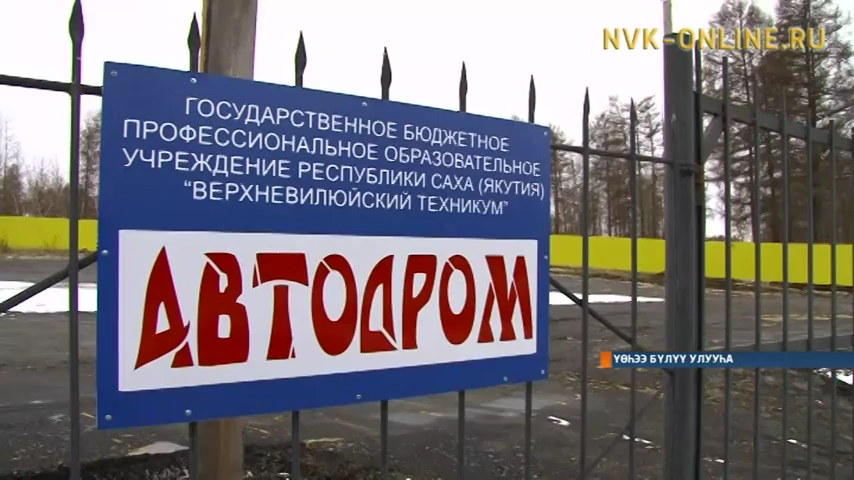 NVK-ONLINE.RU
ГОСУДАРСТВЕННОЕ БЮДЖЕТНОЕ
ПРОФЕССИОНАЛЬНОЕ ОБРАЗОВАТЕЛЬНОЕ
УЧРЕЖДЕНИЕ РЕСПУБЛИКИ САХА (ЯКУТИЯ)
"ВЕРХНЕВИЛЮЙСКИЙ ТЕХНИКУМ"
АВТОДРОМ
ҮӨҺЭЭ БҮЛҮҮ УЛУУҺА